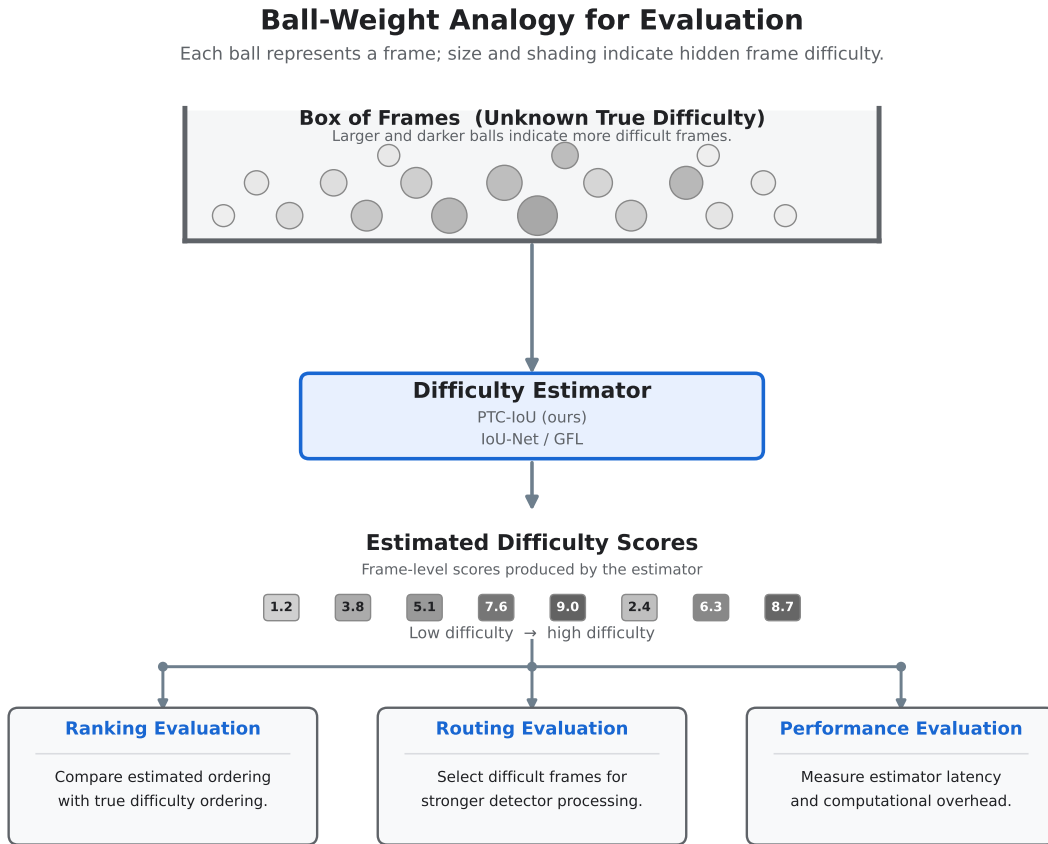 Ball-Weight Analogy for Evaluation
Each ball represents a frame; size and shading indicate hidden frame difficulty.
Box of Frames (Unknown True Difficulty)
Larger and darker balls indicate more difficult frames.
Difficulty Estimator
PTC-IoU (ours)
IoU-Net / GFL
Estimated Difficulty Scores
Frame-level scores produced by the estimator
1.2 3.8 5.1 7.6 9.0 2.4 6.3 8.7
Low difficulty → high difficulty
Ranking Evaluation
Compare estimated ordering
with true difficulty ordering.
Routing Evaluation
Select difficult frames for
stronger detector processing.
Performance Evaluation
Measure estimator latency
and computational overhead.